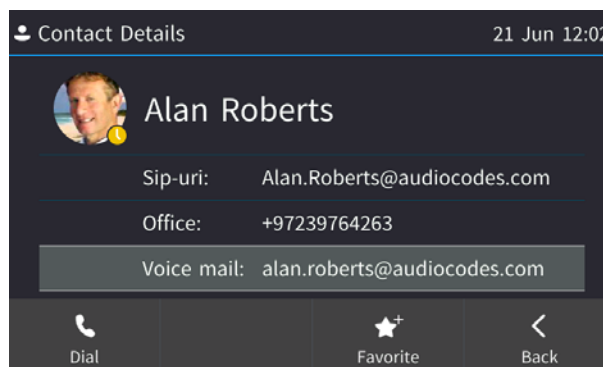 Contact Details 21 Jun 12:02
Alan Roberts
Sip-uri: Alan.Roberts@audiocodes.com
Office: +97239764263
Voice mail: alan.roberts@audiocodes.com
Dial Favorite Back